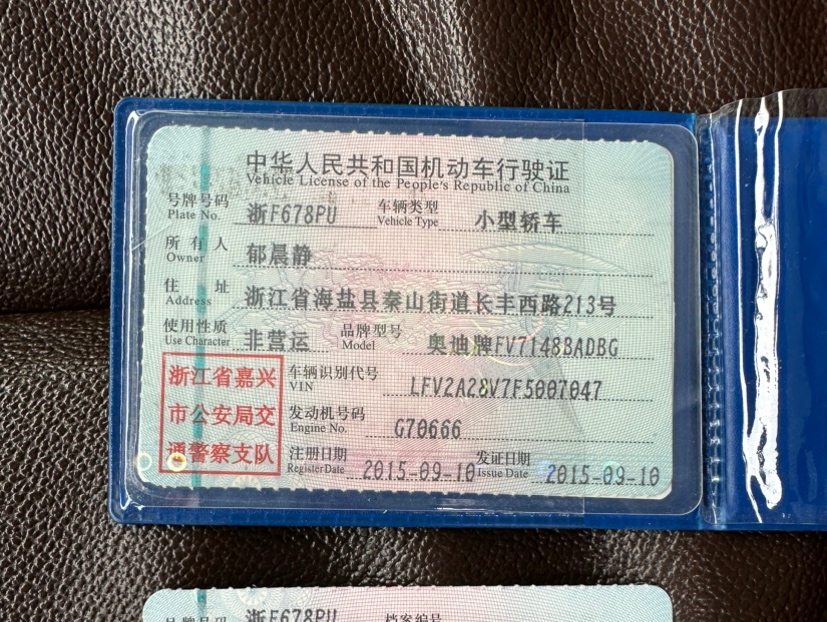 中华人民共和国机动车行驶证
Vehicle License of the People's Republic of China
号牌号码 浙F678PU 车辆类型 小型轿车
Plate No. Vehicle Type
所有人 郁晨静
Owner
住址 浙江省海盐县秦山街道长丰西路213号
Address
使用性质 非营运 品牌型号 奥迪牌FV7148BADBG
Use Character Model
浙江省嘉兴
市公安局交
通警察支队
车辆识别代号 LFV2A28V7F5007047
VIN
发动机号码 G70666
Engine No.
注册日期 2015-09-10 发证日期 2015-09-10
Register Date Issue Date
号牌号码 浙F678PU 档案编号